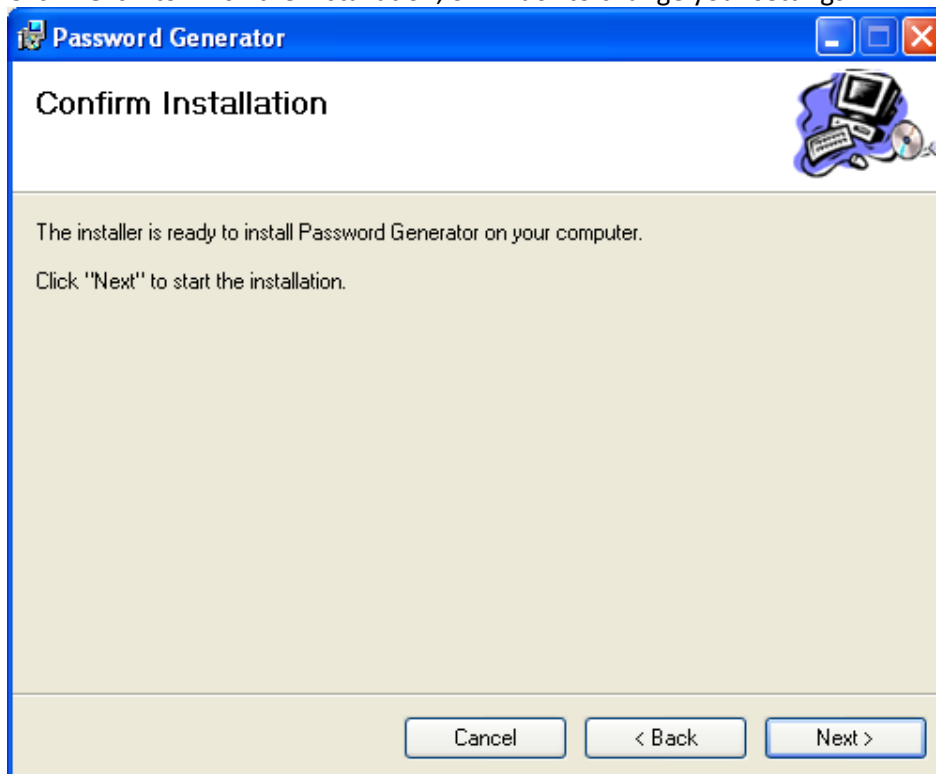 Password Generator
Confirm Installation
The installer is ready to install Password Generator on your computer.
Click "Next" to start the installation.
Cancel
< Back
Next >